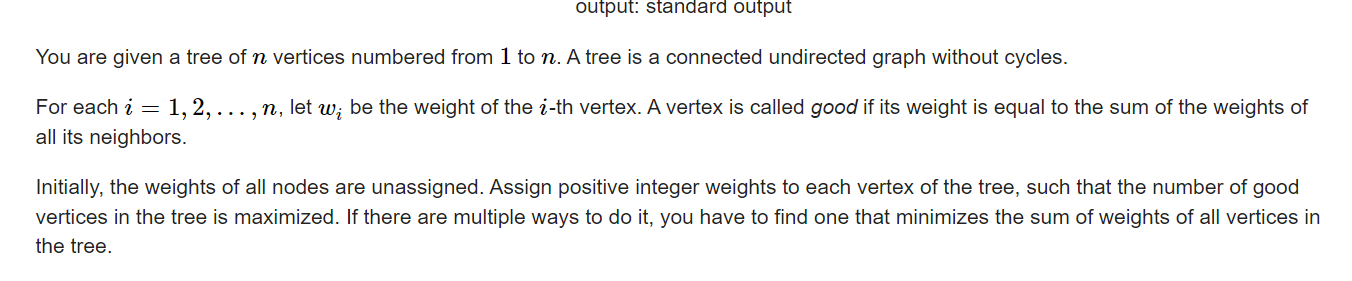 output: standard output
You are given a tree of n vertices numbered from 1 to n. A tree is a connected undirected graph without cycles.
For each i = 1, 2, . . . , n, let w_i be the weight of the i-th vertex. A vertex is called good if its weight is equal to the sum of the weights of
all its neighbors.
Initially, the weights of all nodes are unassigned. Assign positive integer weights to each vertex of the tree, such that the number of good
vertices in the tree is maximized. If there are multiple ways to do it, you have to find one that minimizes the sum of weights of all vertices in
the tree.